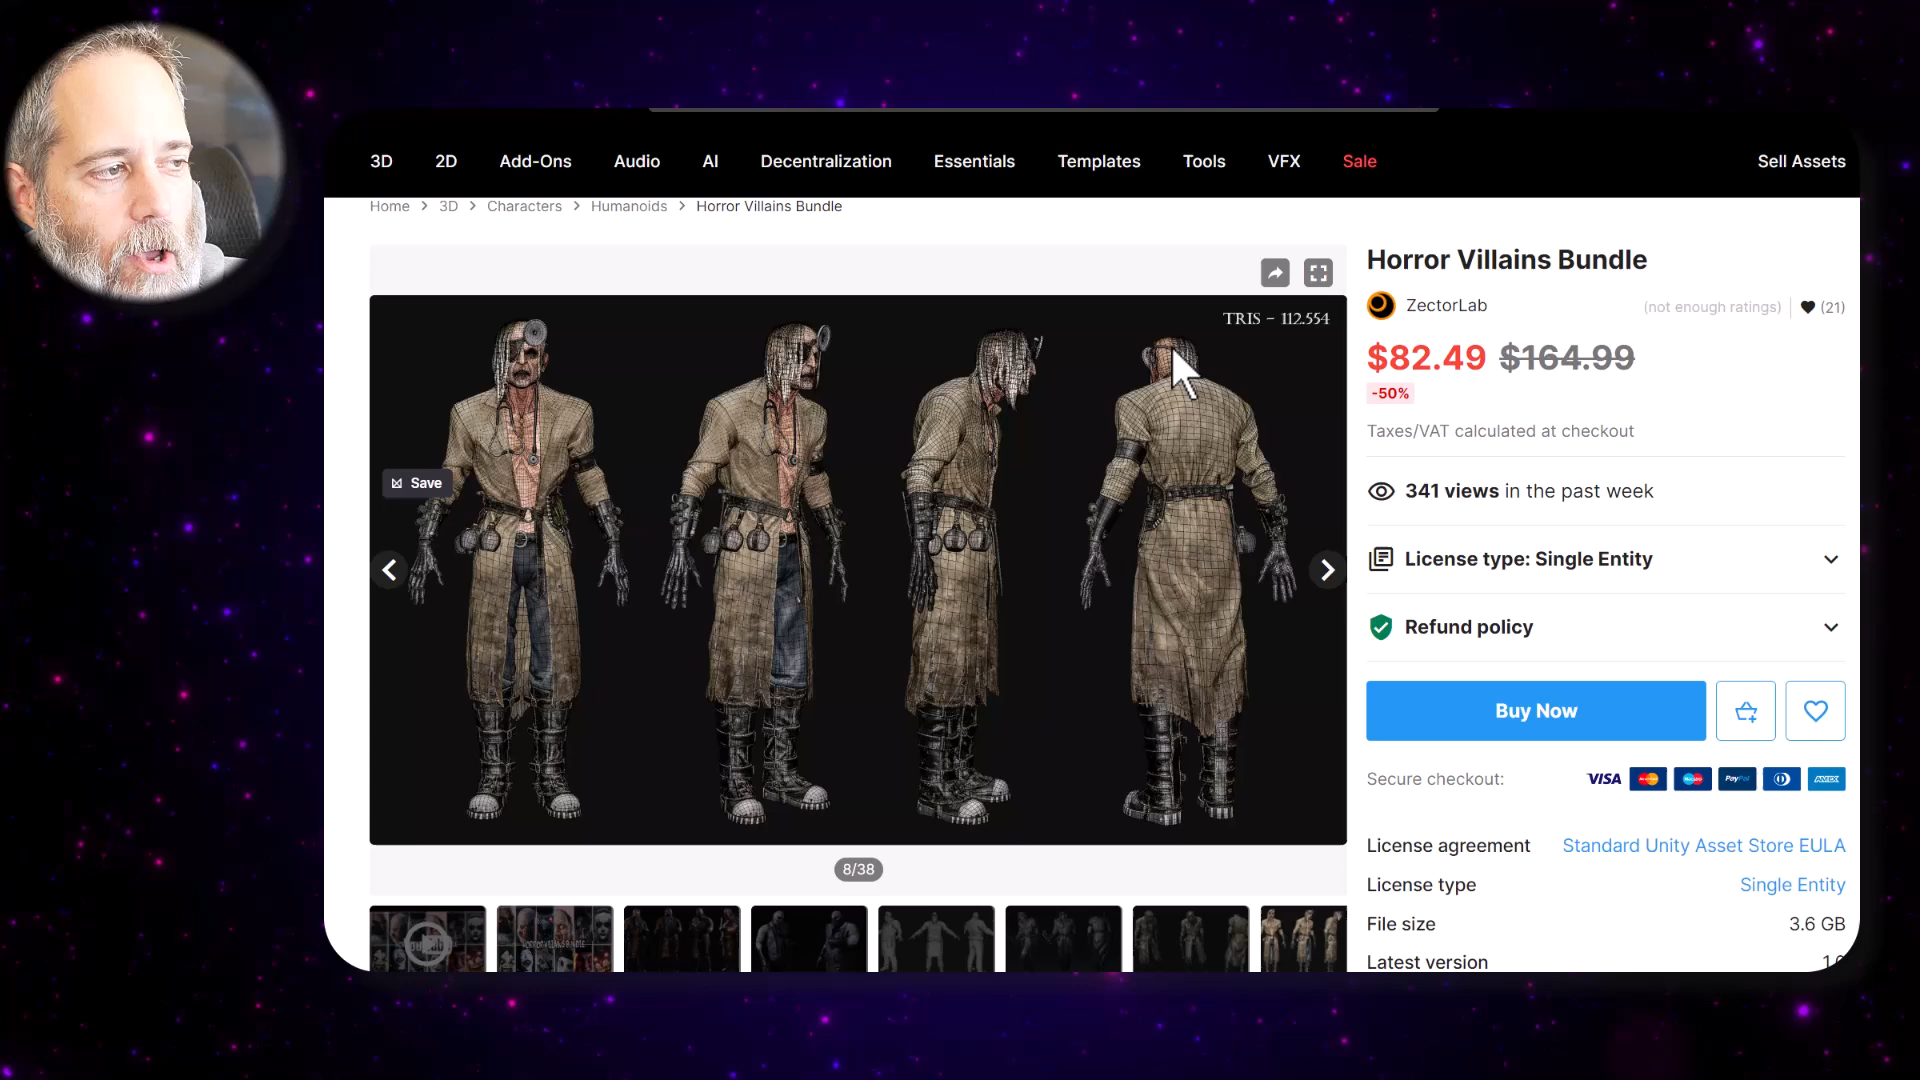 3D 2D Add-Ons Audio AI Decentralization Essentials Templates Tools VFX Sale Sell Assets
Home > 3D > Characters > Humanoids > Horror Villains Bundle
TRIS - 112.554
Save
8/38
Horror Villains Bundle
ZectorLab (not enough ratings) (21)
$82.49 $164.99
-50%
Taxes/VAT calculated at checkout
341 views in the past week
License type: Single Entity
Refund policy
Buy Now
Secure checkout: VISA PayPal AMEX
License agreement Standard Unity Asset Store EULA
License type Single Entity
File size 3.6 GB
Latest version